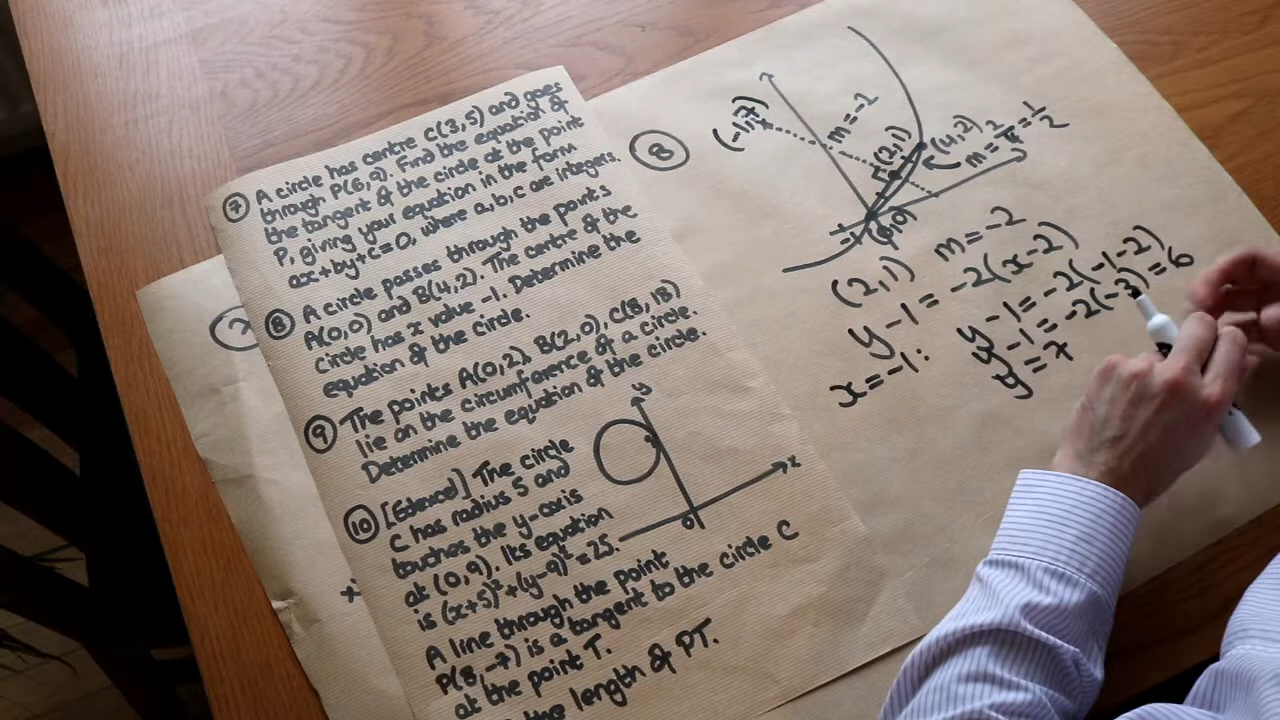 7 A circle has centre C(3,5) and goes
through P(6,9). Find the equation of
the tangent of the circle at the point
P, giving your equation in the form
ax+by+c=0, where a,b,c are integers.
8 A circle passes through the points
A(0,0) and B(4,2). The centre of the
circle has x value -1. Determine the
equation of the circle.
9 The points A(0,2), B(2,0), C(8,18)
lie on the circumference of a circle.
Determine the equation of the circle.
10 [Edexcel] The circle
C has radius 5 and
touches the y-axis
at (0,9). Its equation
is (x+5)²+(y-9)²=25.
A line through the point
P(8,-7) is a tangent to the circle C
at the point T.
the length of PT.
y
x
0
7
x
8
(-1,7)
m=-2
(2,1)
(4,2)
m=2/4=1/2
-1
(0,0)
(2,1) m=-2
y-1=-2(x-2)
x=-1: y-1=-2(-1-2)
y-1=-2(-3)=6
y=7